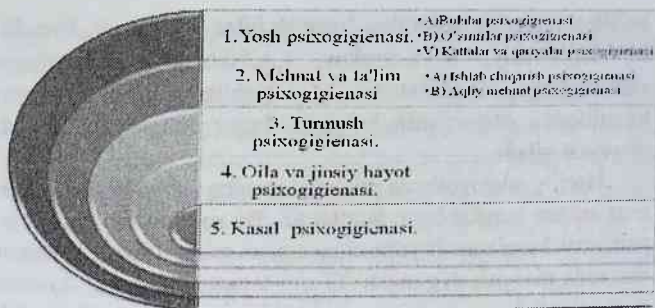 1.Yosh psixogigienasi.
• A)Bolalar psixogigienasi
• B) O'smirlar psixogigienasi
• V) Kattalar va qariyalar psixogigienasi
2. Mehnat va ta'lim
psixogigienasi
• A) Ishlab chiqarish psixogigienasi
• B) Aqliy mehnat psixogigienasi
3. Turmush
psixogigienasi.
4. Oila va jinsiy hayot
psixogigienasi.
5. Kasal psixogigienasi.